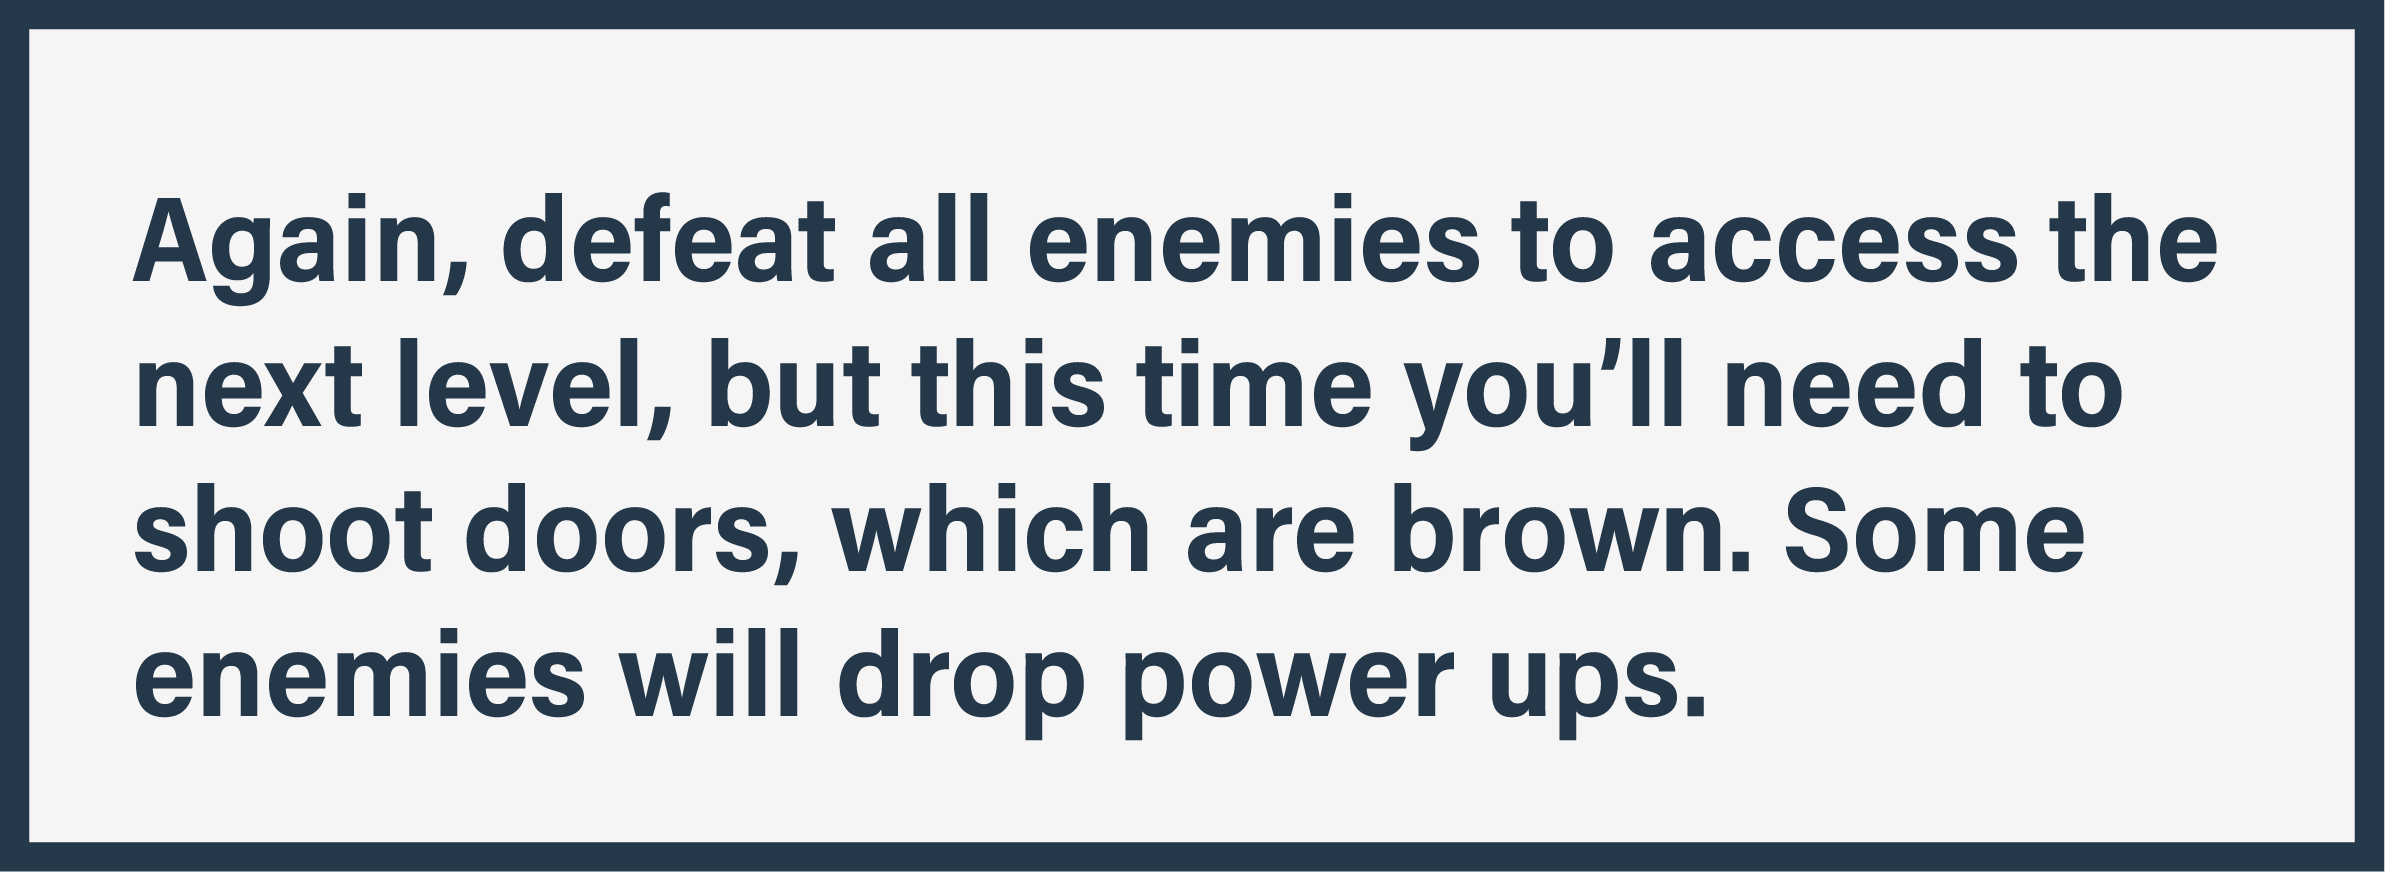 Again, defeat all enemies to access the
next level, but this time you’ll need to
shoot doors, which are brown. Some
enemies will drop power ups.